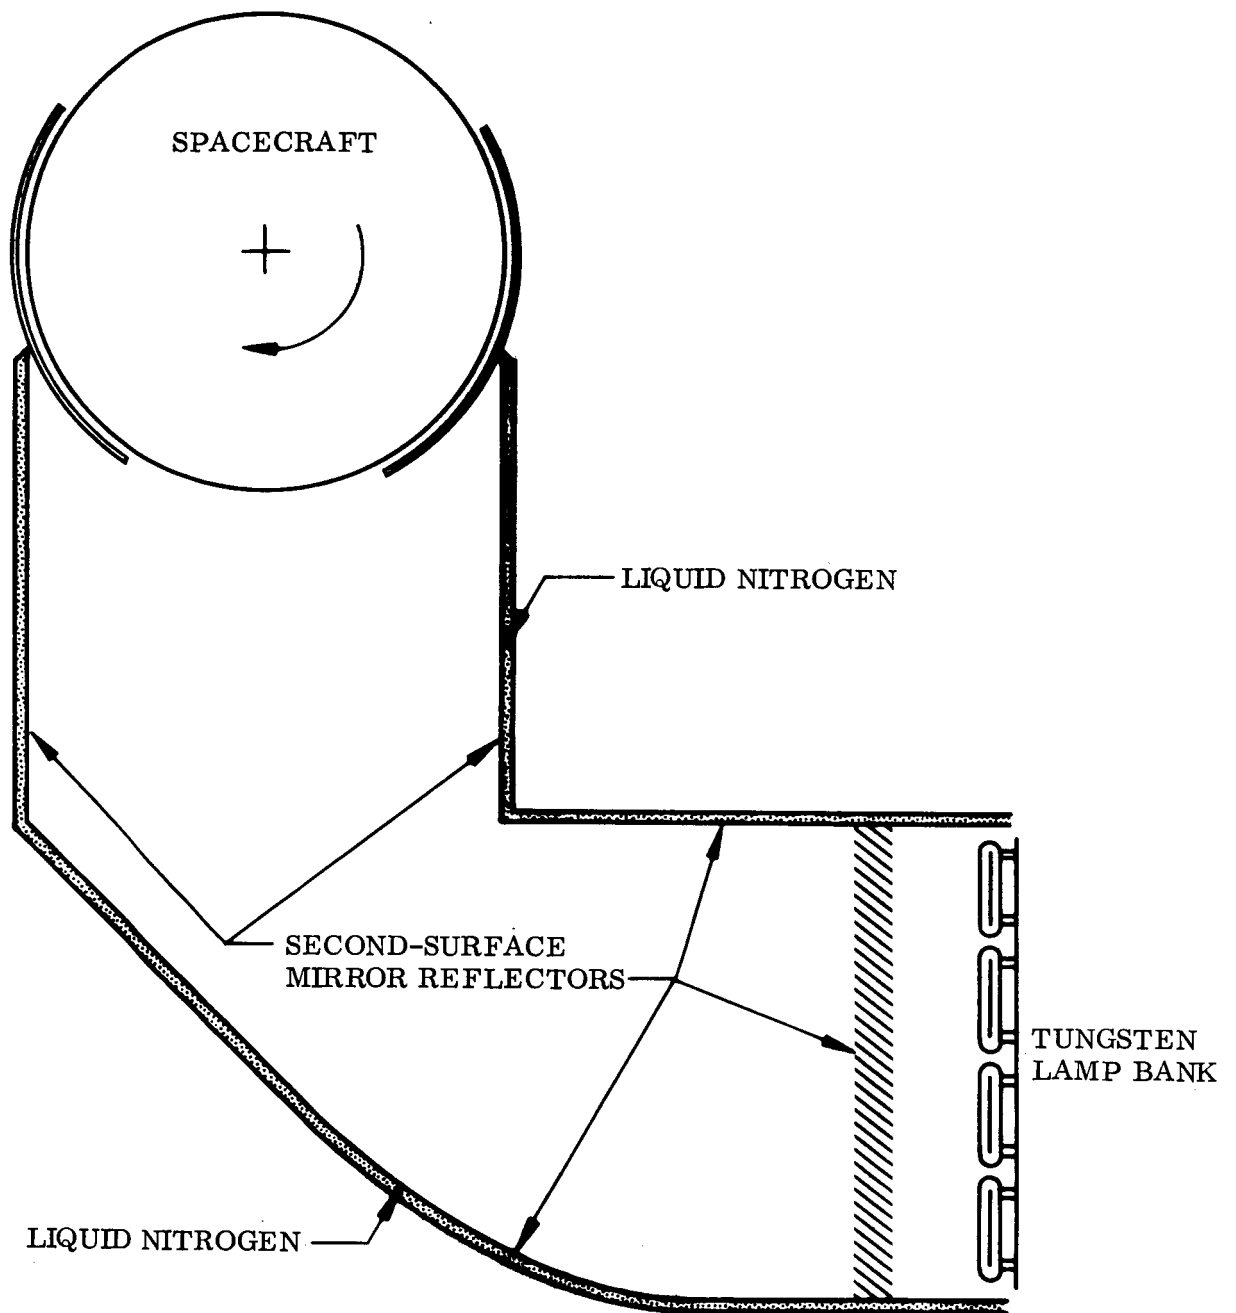 SPACECRAFT
LIQUID NITROGEN
SECOND-SURFACE
MIRROR REFLECTORS
TUNGSTEN
LAMP BANK
LIQUID NITROGEN